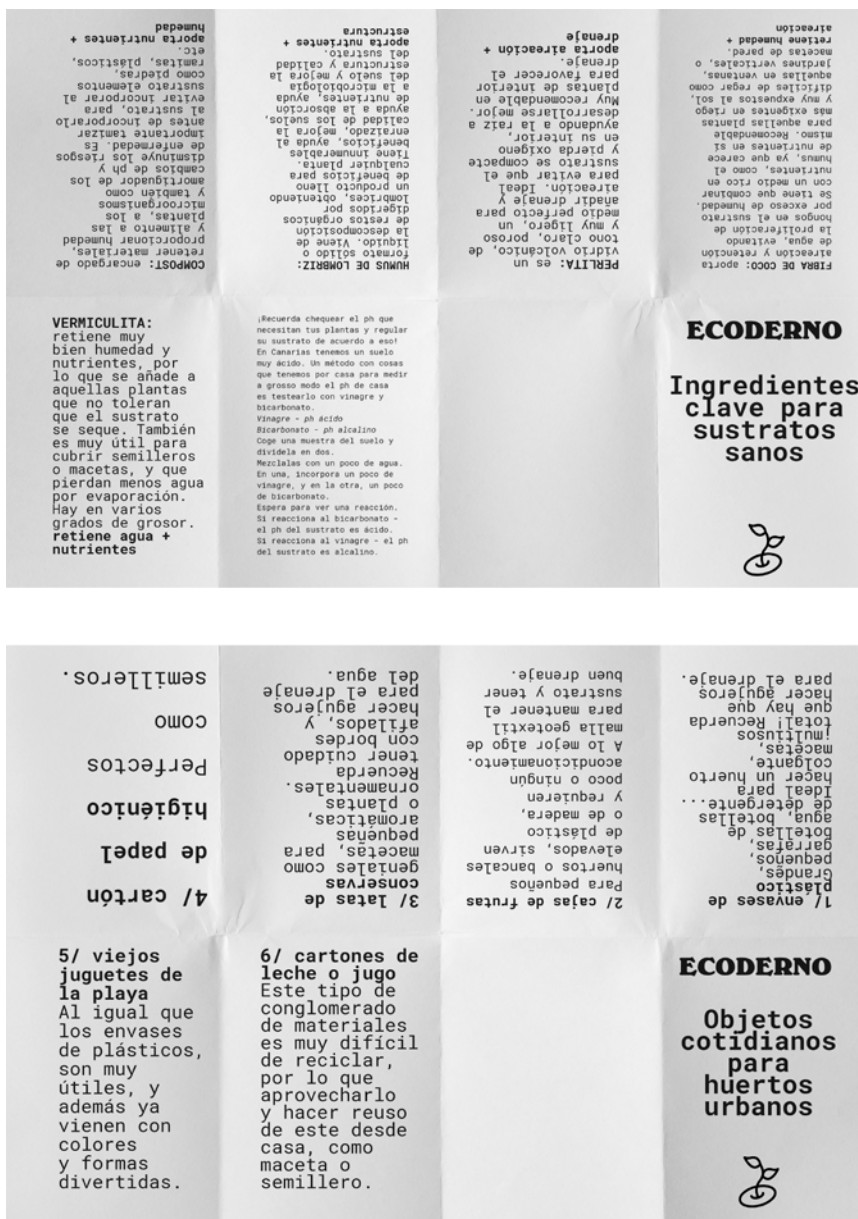 COMPOST: encargado de
retener materiales,
proporcionar humedad
y alimento a las
plantas, a los
microorganismos
y también como
amortiguador de los
cambios de ph y
disminuye los riesgos
de enfermedad. Es
importante tamizar
antes de incorporarlo
al sustrato, para
evitar incorporar al
sustrato elementos
como piedras,
ramitas, plásticos,
etc.
aporta nutrientes +
humedad
HUMUS DE LOMBRIZ:
formato sólido o
líquido. Viene de
la descomposición
de restos orgánicos
digeridos por
lombrices, obteniendo
un producto lleno
de beneficios para
cualquier planta.
Tiene innumerables
beneficios, ayuda al
enraizado, mejora la
calidad de los suelos,
ayuda a la absorción
de nutrientes, ayuda
a la microbiología
del suelo y mejora la
estructura y calidad
del sustrato.
aporta nutrientes +
estructura
PERLITA: es un
vidrio volcánico, de
tono claro, poroso
y muy ligero, un
medio perfecto para
añadir drenaje y
aireación. Ideal
para evitar que el
sustrato se compacte
y pierda oxígeno
en su interior,
ayudando a la raíz a
desarrollarse mejor.
Muy recomendable en
plantas de interior
para favorecer el
drenaje.
aporta aireación +
drenaje
FIBRA DE COCO: aporta
aireación y retención
de agua, evitando
la proliferación de
hongos en el sustrato
por exceso de humedad.
Se tiene que combinar
con un medio rico en
nutrientes, como el
humus, ya que carece
de nutrientes en sí
mismo. Recomendable
para aquellas plantas
más exigentes en riego
y muy expuestos al sol,
difíciles de regar como
aquellas en ventanas,
jardines verticales, o
macetas de pared.
retiene humedad +
aireación
VERMICULITA:
retiene muy
bien humedad y
nutrientes, por
lo que se añade a
aquellas plantas
que no toleran
que el sustrato
se seque. También
es muy útil para
cubrir semilleros
o macetas, y que
pierdan menos agua
por evaporación.
Hay en varios
grados de grosor.
retiene agua +
nutrientes
¡Recuerda chequear el ph que
necesitan tus plantas y regular
su sustrato de acuerdo a eso!
En Canarias tenemos un suelo
muy ácido. Un método con cosas
que tenemos por casa para medir
a grosso modo el ph de casa
es testearlo con vinagre y
bicarbonato.
Vinagre - ph ácido
Bicarbonato - ph alcalino
Coge una muestra del suelo y
divídela en dos.
Mezclalas con un poco de agua.
En una, incorpora un poco de
vinagre, y en la otra, un poco
de bicarbonato.
Espera para ver una reacción.
Si reacciona al bicarbonato -
el ph del sustrato es ácido.
Si reacciona al vinagre - el ph
del sustrato es alcalino.
ECODERNO
Ingredientes
clave para
sustratos
sanos
4/ cartón
de papel
higiénico
Perfectos
como
semilleros.
3/ latas de
conservas
geniales como
macetas, para
pequeñas
aromáticas,
o plantas
ornamentales.
Recuerda
tener cuidado
con bordes
afilados, y
hacer agujeros
para el drenaje
del agua.
2/ cajas de frutas
Para pequeños
huertos o bancales
elevados, sirven
de plástico
o de madera,
y requieren
poco o ningún
acondicionamiento.
A lo mejor algo de
malla geotextil
para mantener el
sustrato y tener
buen drenaje.
1/ envases de
plástico
Grandes,
pequeños,
garrafas,
botellas de
agua, botellas
de detergente...
Ideal para
hacer un huerto
colgante,
macetas,
¡multiusos
total! Recuerda
que hay que
hacer agujeros
para el drenaje.
5/ viejos
juguetes de
la playa
Al igual que
los envases
de plásticos,
son muy
útiles, y
además ya
vienen con
colores
y formas
divertidas.
6/ cartones de
leche o jugo
Este tipo de
conglomerado
de materiales
es muy difícil
de reciclar,
por lo que
aprovecharlo
y hacer reuso
de este desde
casa, como
maceta o
semillero.
ECODERNO
Objetos
cotidianos
para
huertos
urbanos